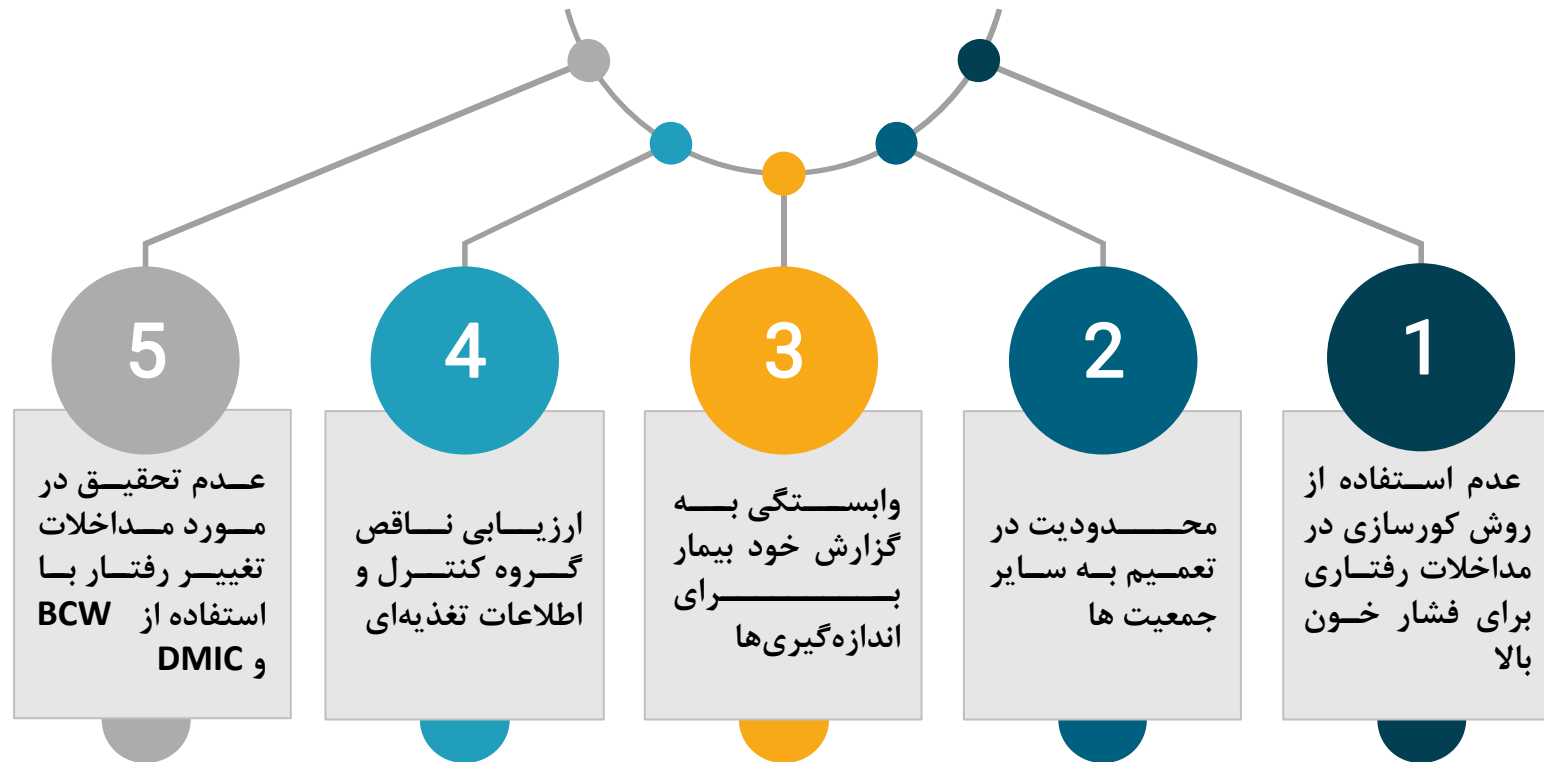 1
عدم استفاده از
روش کورسازی در
مداخلات رفتاری
برای فشار خون
بالا
2
محدودیت در
تعمیم به سایر
جمعیت ها
3
وابستگی به
گزارش خود بیمار
برای
اندازه‌گیری‌ها
4
ارزیابی ناقص
گروه کنترل و
اطلاعات تغذیه‌ای
5
عدم تحقیق در
مورد مداخلات
تغییر رفتار با
استفاده از BCW
و DMIC